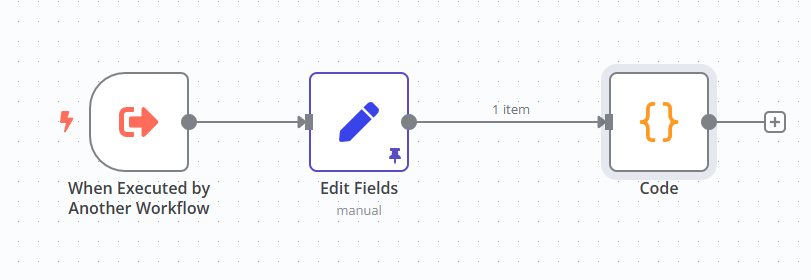 1 item
When Executed by
Another Workflow
Edit Fields
manual
Code